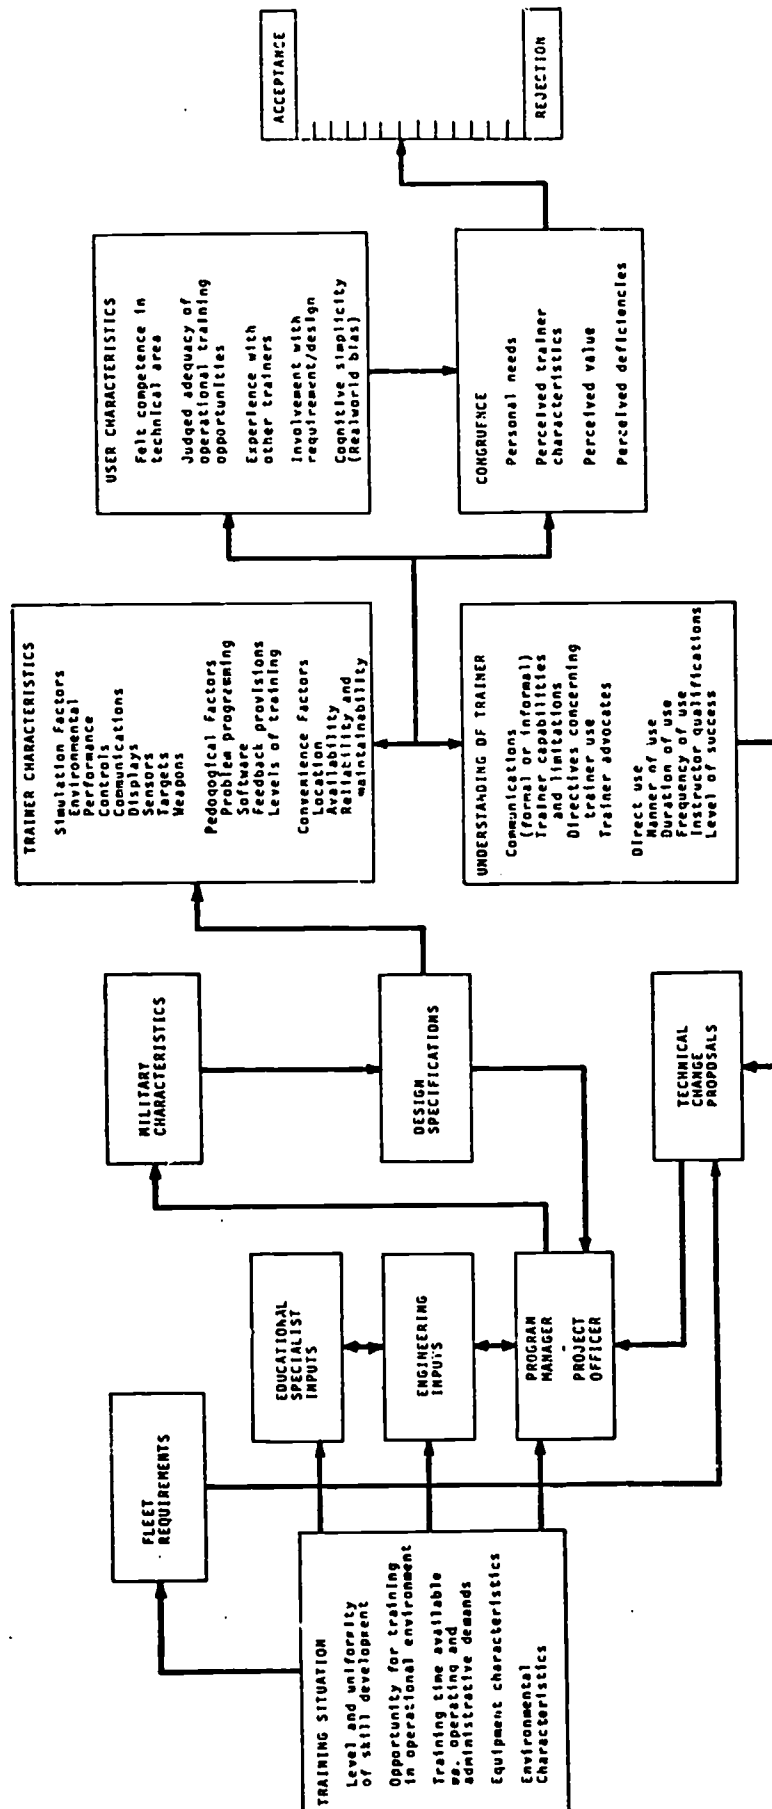 TRAINING SITUATION
Level and uniformity
of skill development
Opportunity for training
in operational environment
Training time available
vs. operating and
administrative demands
Equipment characteristics
Environmental
Characteristics
FLEET
REQUIREMENTS
EDUCATIONAL
SPECIALIST
INPUTS
ENGINEERING
INPUTS
PROGRAM
MANAGER
-
PROJECT
OFFICER
MILITARY
CHARACTERISTICS
DESIGN
SPECIFICATIONS
TECHNICAL
CHANGE
PROPOSALS
TRAINER CHARACTERISTICS
Simulation Factors
Environmental
Performance
Controls
Communications
Displays
Sensors
Targets
Weapons
Pedogogical Factors
Problem programming
Software
Feedback provisions
Levels of training
Convenience Factors
Location
Availability
Reliability and
maintainability
UNDERSTANDING OF TRAINER
Communications
(formal or informal)
Trainer capabilities
and limitations
Directives concerning
trainer use
Trainer advocates
Direct use
Manner of use
Duration of use
Frequency of use
Instructor qualifications
Level of success
USER CHARACTERISTICS
Felt competence in
technical area
Judged adequacy of
operational training
opportunities
Experience with
other trainers
Involvement with
requirement/design
Cognitive simplicity
(Realworld bias)
CONGRUENCE
Personal needs
Perceived trainer
characteristics
Perceived value
Perceived deficiencies
ACCEPTANCE
REJECTION